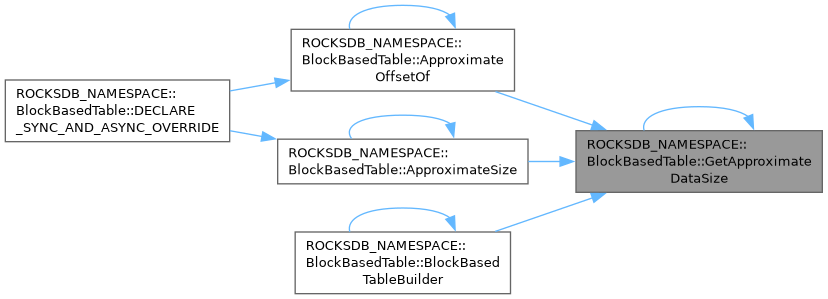 ROCKSDB_NAMESPACE::
BlockBasedTable::Approximate
OffsetOf
ROCKSDB_NAMESPACE::
BlockBasedTable::DECLARE
_SYNC_AND_ASYNC_OVERRIDE
ROCKSDB_NAMESPACE::
BlockBasedTable::ApproximateSize
ROCKSDB_NAMESPACE::
BlockBasedTable::GetApproximate
DataSize
ROCKSDB_NAMESPACE::
BlockBasedTable::BlockBased
TableBuilder